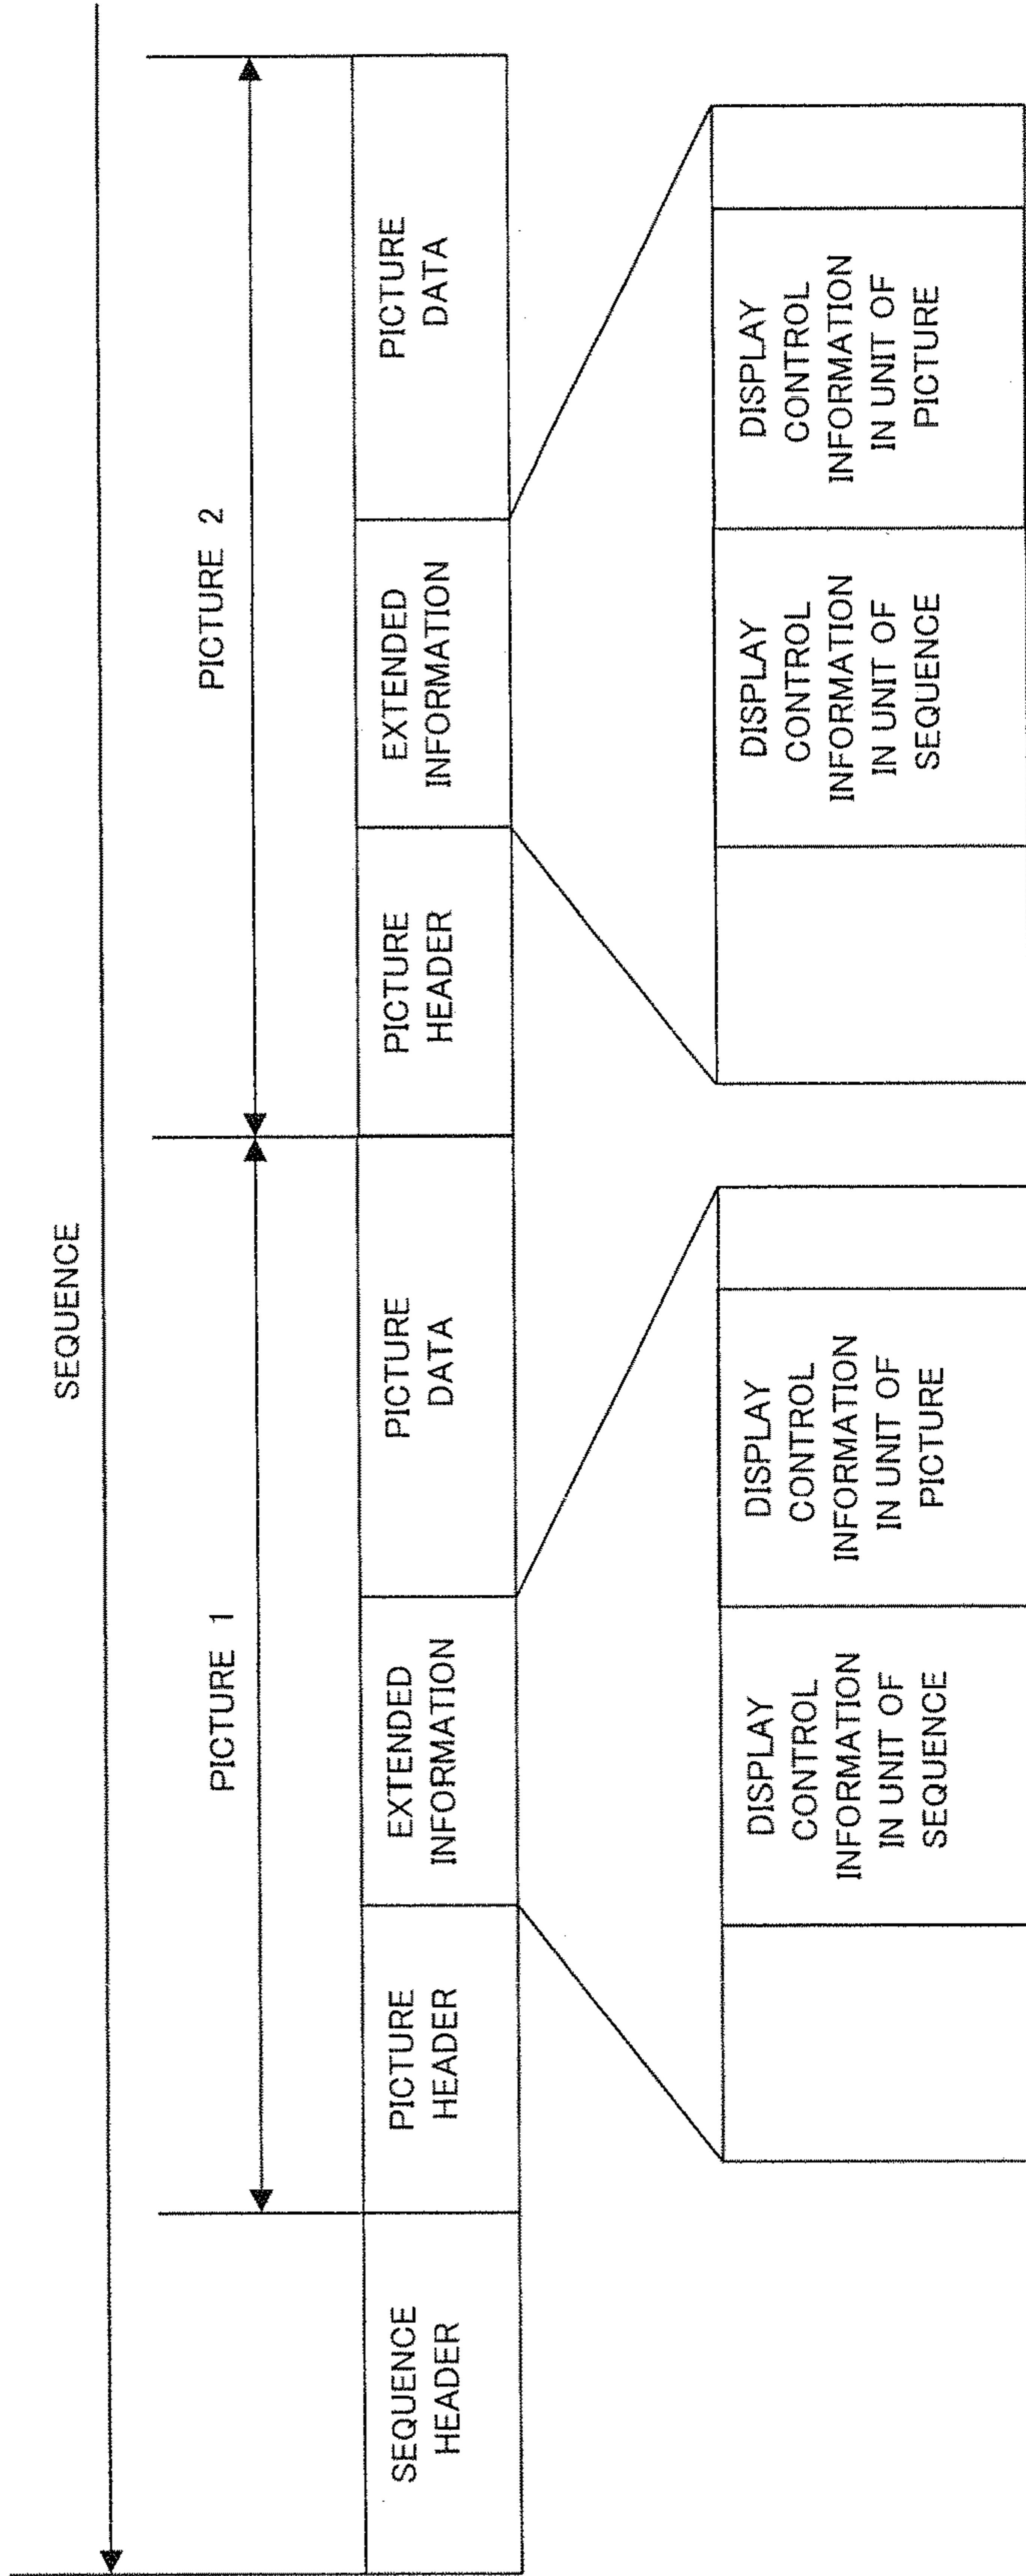 SEQUENCE
PICTURE 1
PICTURE 2
SEQUENCE
HEADER
PICTURE
HEADER
EXTENDED
INFORMATION
PICTURE
DATA
PICTURE
HEADER
EXTENDED
INFORMATION
PICTURE
DATA
DISPLAY
CONTROL
INFORMATION
IN UNIT OF
SEQUENCE
DISPLAY
CONTROL
INFORMATION
IN UNIT OF
PICTURE
DISPLAY
CONTROL
INFORMATION
IN UNIT OF
SEQUENCE
DISPLAY
CONTROL
INFORMATION
IN UNIT OF
PICTURE